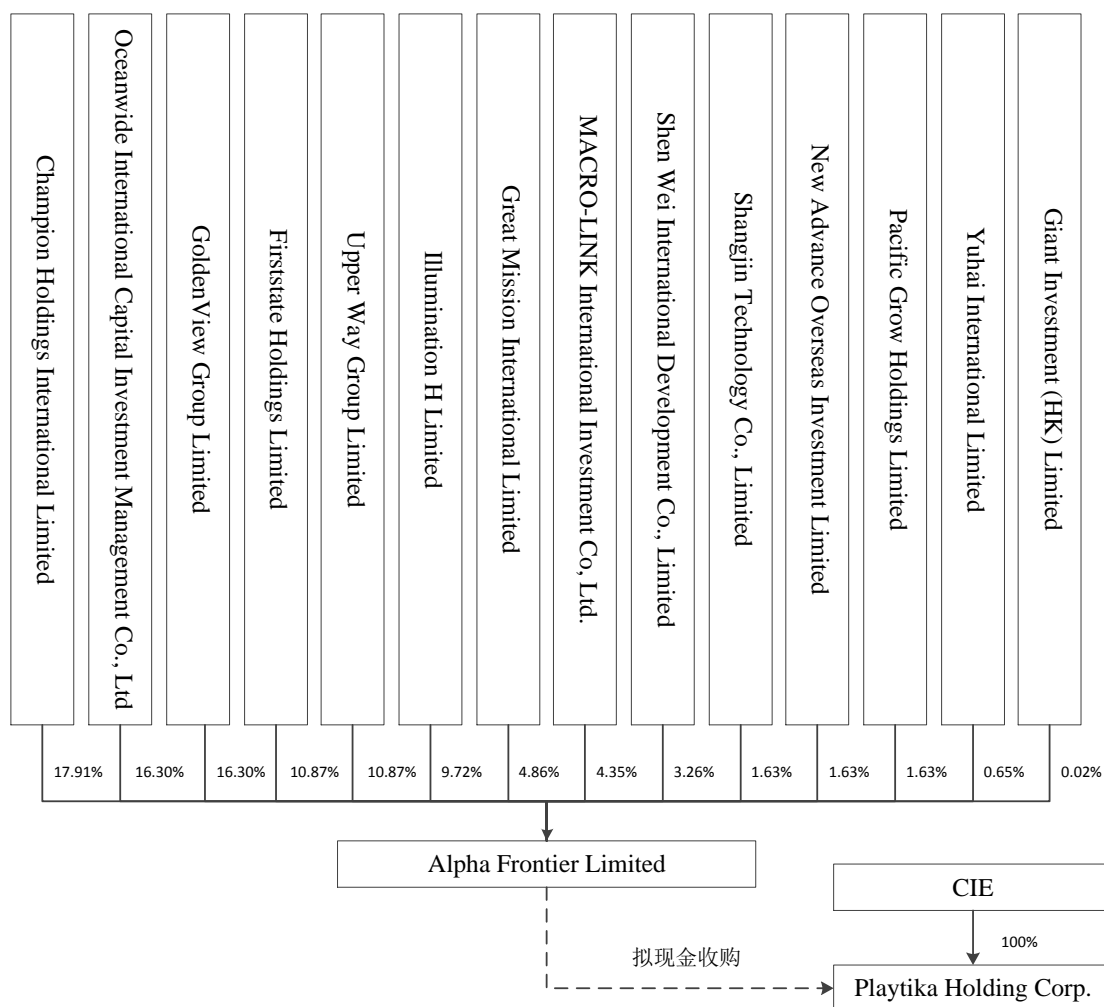 Champion Holdings International Limited
Oceanwide International Capital Investment Management Co., Ltd
GoldenView Group Limited
Firststate Holdings Limited
Upper Way Group Limited
Illumination H Limited
Great Mission International Limited
MACRO-LINK International Investment Co, Ltd.
Shen Wei International Development Co., Limited
Shangjin Technology Co., Limited
New Advance Overseas Investment Limited
Pacific Grow Holdings Limited
Yuhai International Limited
Giant Investment (HK) Limited
17.91%
16.30%
16.30%
10.87%
10.87%
9.72%
4.86%
4.35%
3.26%
1.63%
1.63%
1.63%
0.65%
0.02%
Alpha Frontier Limited
CIE
100%
拟现金收购
Playtika Holding Corp.